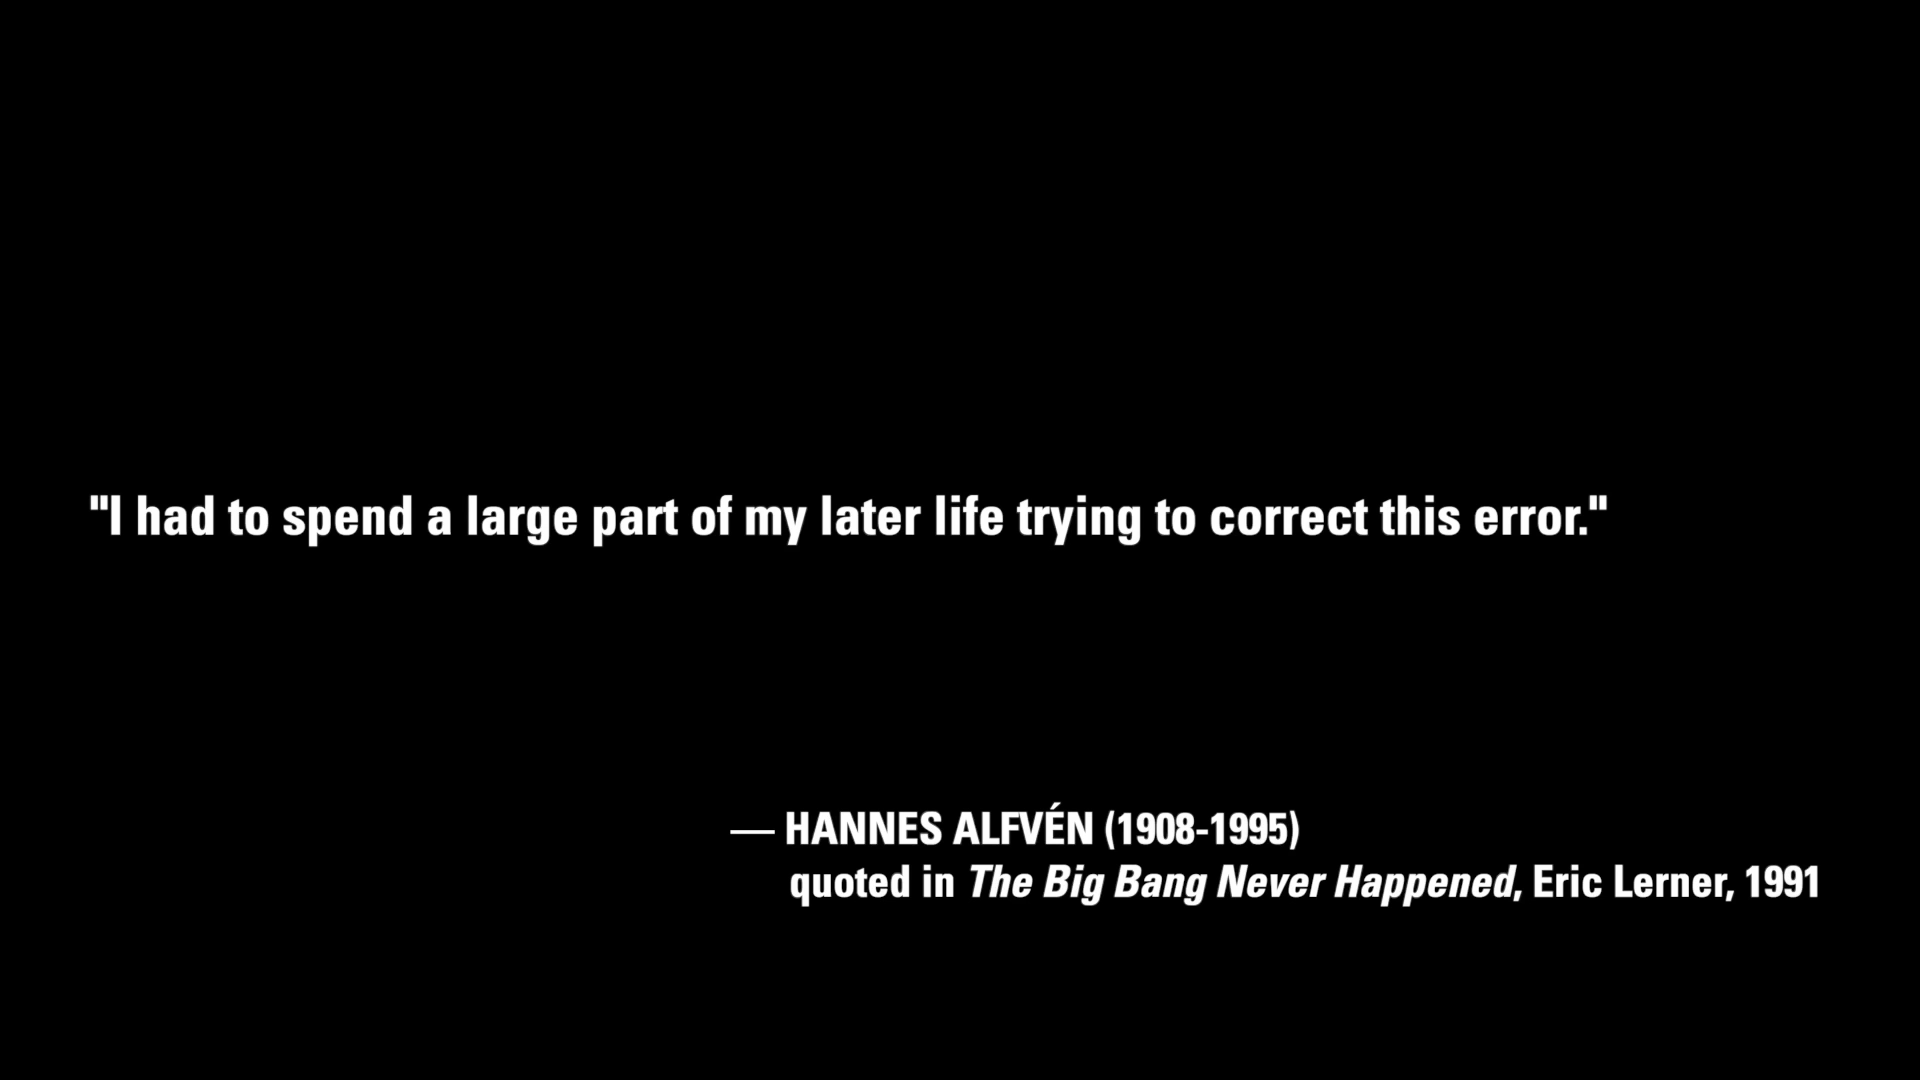 "I had to spend a large part of my later life trying to correct this error."
— HANNES ALFVÉN (1908-1995)
quoted in The Big Bang Never Happened, Eric Lerner, 1991